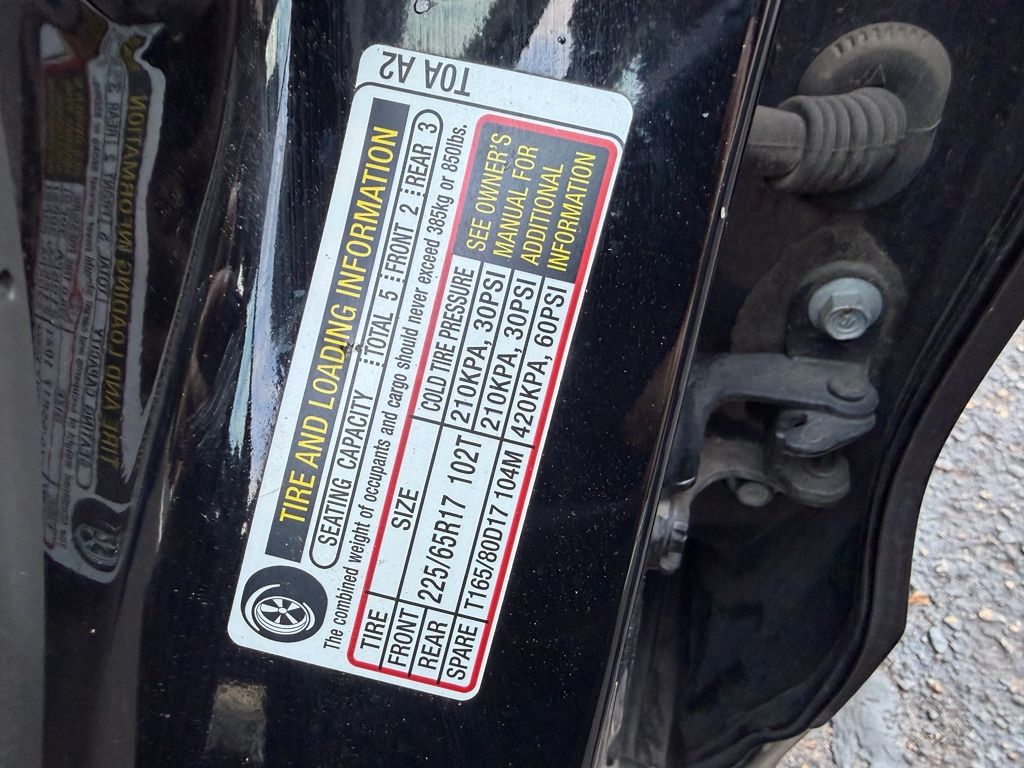 T0A A2
TIRE AND LOADING INFORMATION
SEATING CAPACITY TOTAL 5 FRONT 2 REAR 3
The combined weight of occupants and cargo should never exceed 385kg or 850lbs.
TIRE SIZE COLD TIRE PRESSURE
FRONT 225/65R17 102T 210KPA, 30PSI
REAR 210KPA, 30PSI
SPARE T165/80D17 104M 420KPA, 60PSI
SEE OWNER'S
MANUAL FOR
ADDITIONAL
INFORMATION